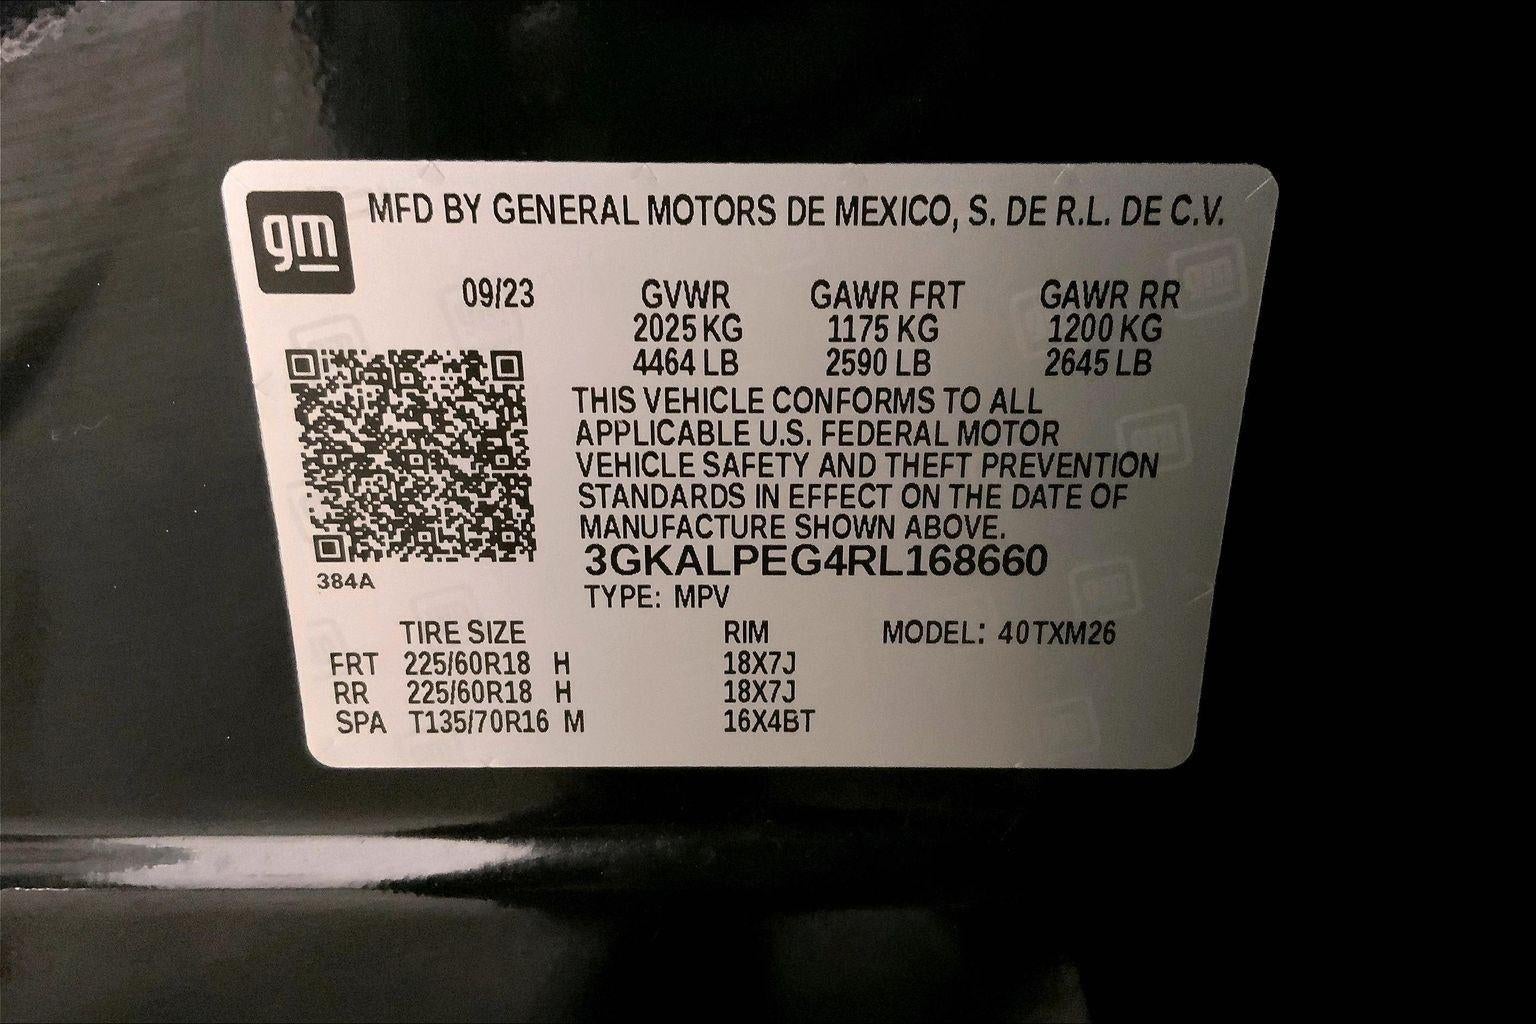 gm MFD BY GENERAL MOTORS DE MEXICO, S. DE R.L. DE C.V.
09/23 GVWR GAWR FRT GAWR RR
2025 KG 1175 KG 1200 KG
4464 LB 2590 LB 2645 LB
THIS VEHICLE CONFORMS TO ALL
APPLICABLE U.S. FEDERAL MOTOR
VEHICLE SAFETY AND THEFT PREVENTION
STANDARDS IN EFFECT ON THE DATE OF
MANUFACTURE SHOWN ABOVE.
3GKALPEG4RL168660
384A
TYPE: MPV
TIRE SIZE RIM MODEL: 40TXM26
FRT 225/60R18 H 18X7J
RR 225/60R18 H 18X7J
SPA T135/70R16 M 16X4BT